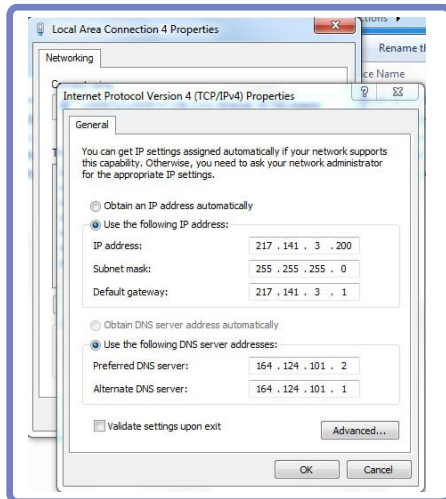 Local Area Connection 4 Properties
Rename th
Networking
ce Name
Internet Protocol Version 4 (TCP/IPv4) Properties
General
You can get IP settings assigned automatically if your network supports
this capability. Otherwise, you need to ask your network administrator
for the appropriate IP settings.
Obtain an IP address automatically
Use the following IP address:
IP address: 217 . 141 . 3 . 200
Subnet mask: 255 . 255 . 255 . 0
Default gateway: 217 . 141 . 3 . 1
Obtain DNS server address automatically
Use the following DNS server addresses:
Preferred DNS server: 164 . 124 . 101 . 2
Alternate DNS server: 164 . 124 . 101 . 1
Validate settings upon exit
Advanced...
OK Cancel